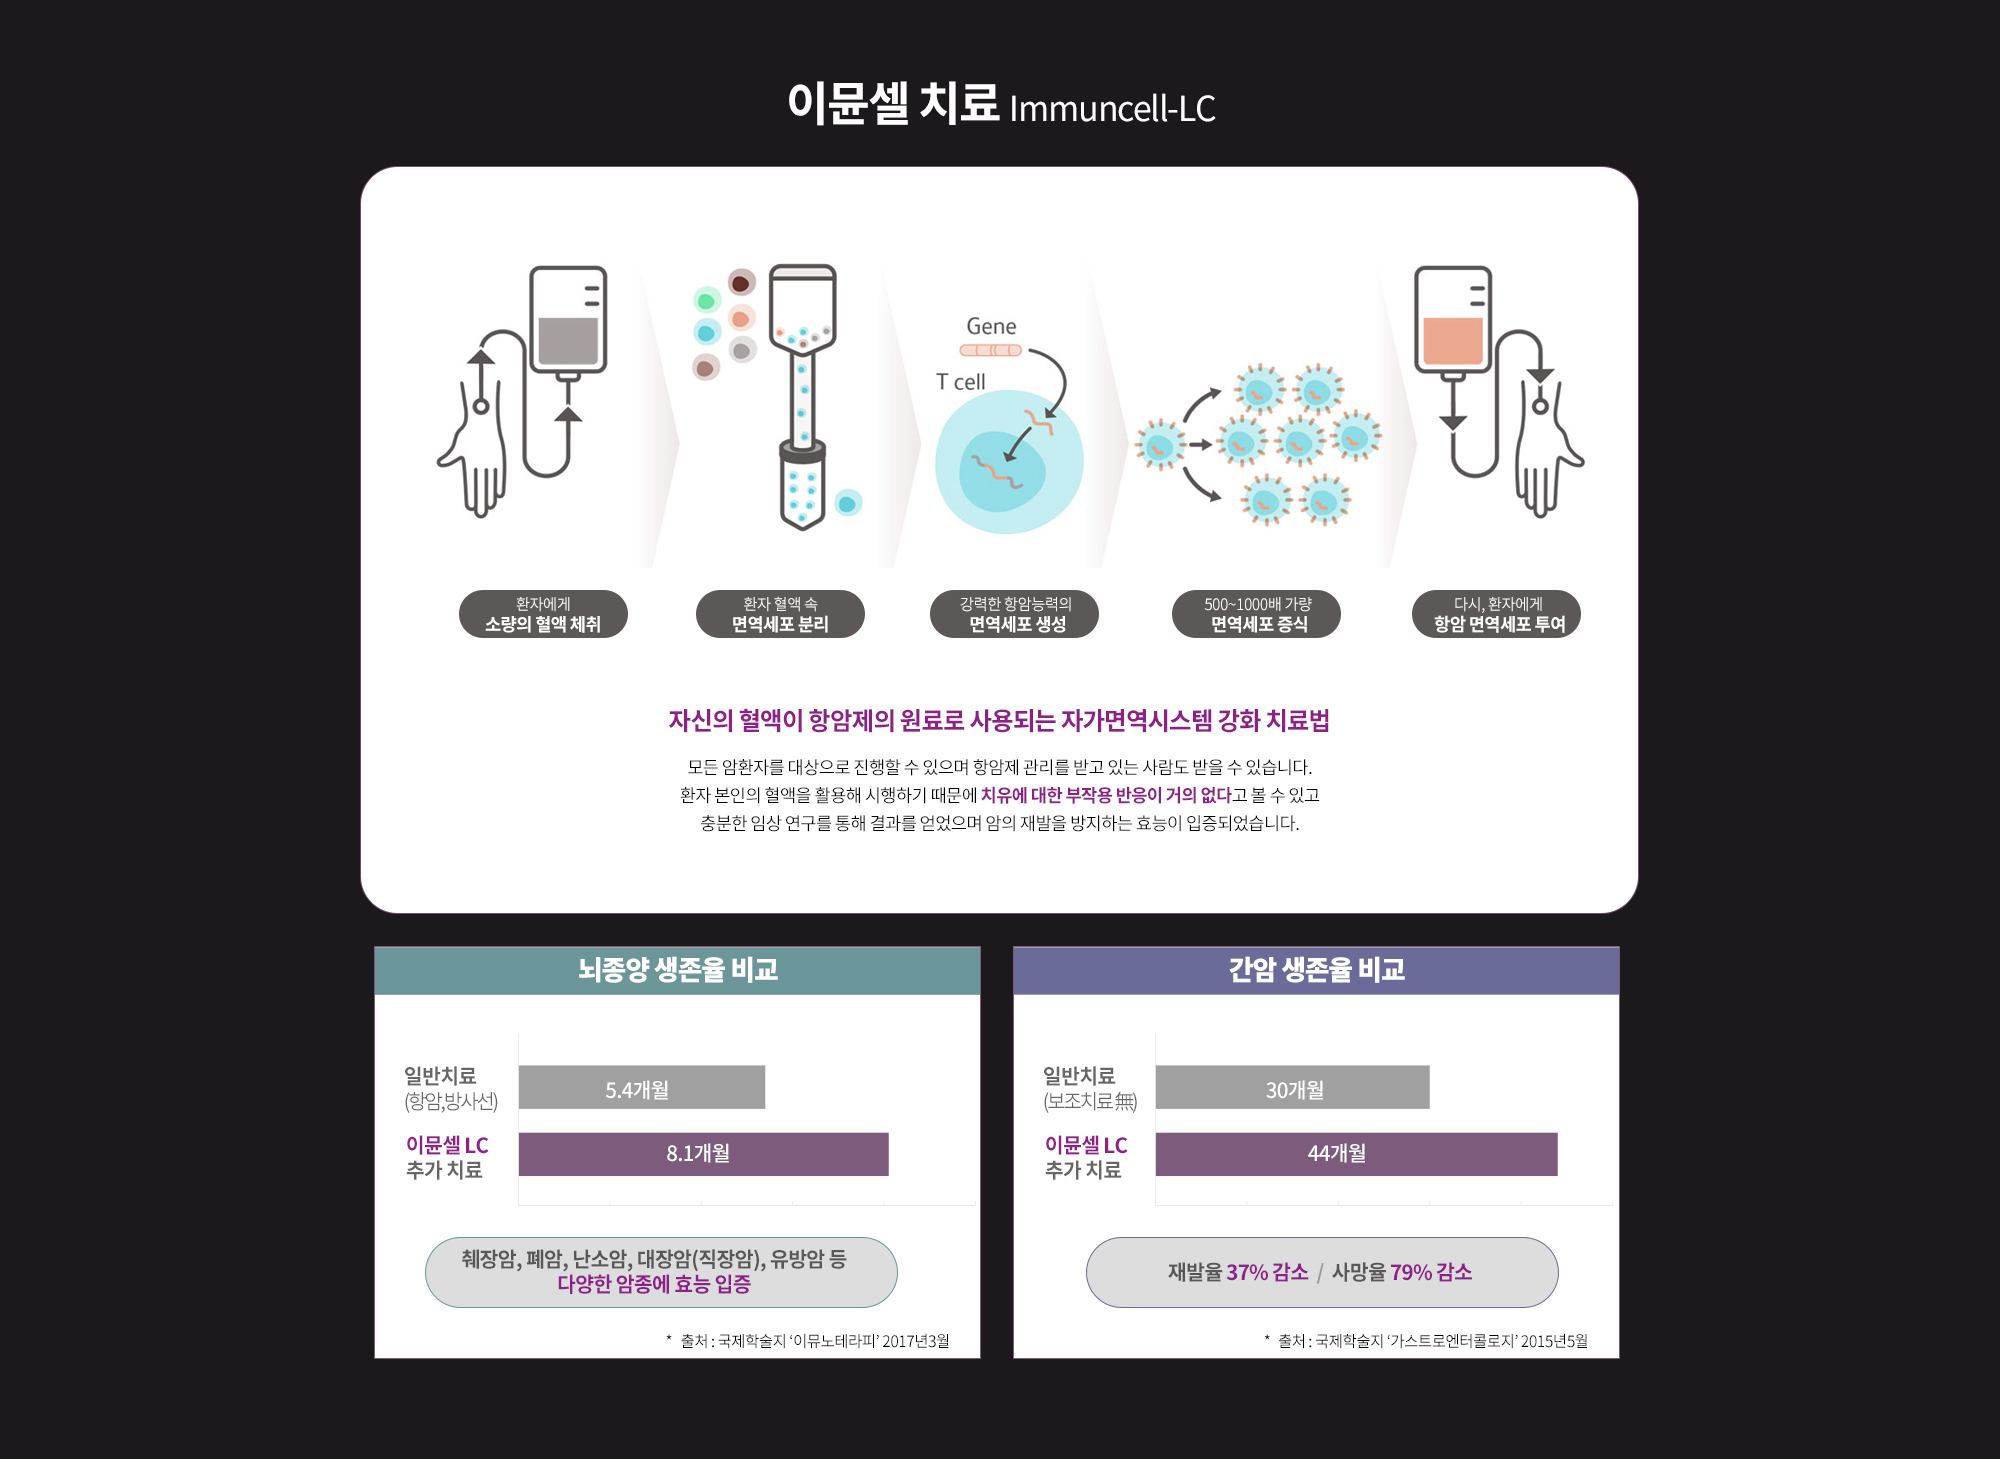 이뮨셀 치료 Immuncell-LC
Gene
T cell
환자에게
소량의 혈액 체취
환자 혈액 속
면역세포 분리
강력한 항암능력의
면역세포 생성
500~1000배 가량
면역세포 증식
다시, 환자에게
항암 면역세포 투여
자신의 혈액이 항암제의 원료로 사용되는 자가면역시스템 강화 치료법
모든 암환자를 대상으로 진행할 수 있으며 항암제 관리를 받고 있는 사람도 받을 수 있습니다.
환자 본인의 혈액을 활용해 시행하기 때문에 치유에 대한 부작용 반응이 거의 없다고 볼 수 있고
충분한 임상 연구를 통해 결과를 얻었으며 암의 재발을 방지하는 효능이 입증되었습니다.
뇌종양 생존율 비교
일반치료
(항암,방사선)
5.4개월
이뮨셀 LC
추가 치료
8.1개월
췌장암, 폐암, 난소암, 대장암(직장암), 유방암 등
다양한 암종에 효능 입증
* 출처 : 국제학술지 ‘이뮤노테라피’ 2017년3월
간암 생존율 비교
일반치료
(보조치료 無)
30개월
이뮨셀 LC
추가 치료
44개월
재발율 37% 감소 / 사망율 79% 감소
* 출처 : 국제학술지 ‘가스트로엔터콜로지’ 2015년5월